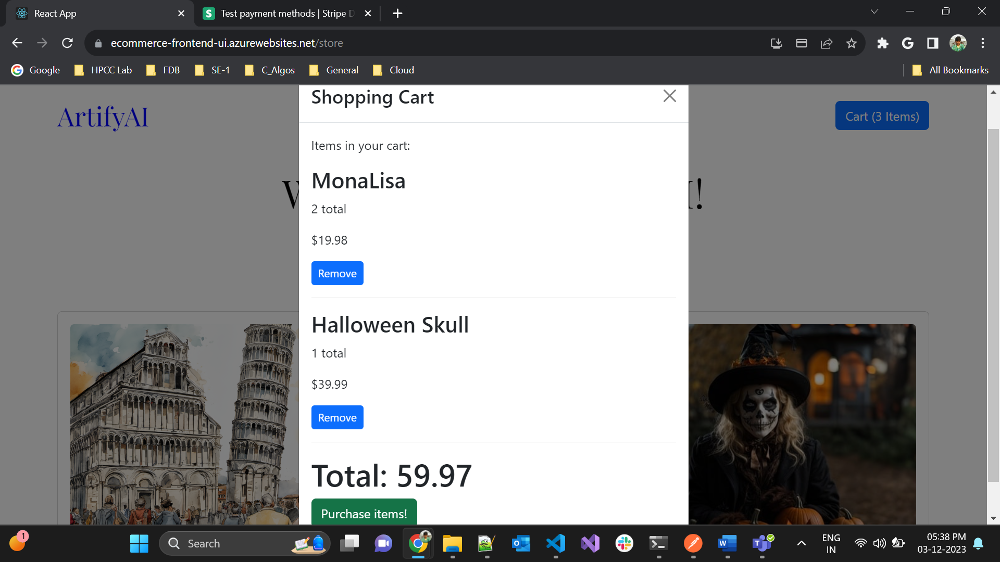 React App
Test payment methods | Stripe D
ecommerce-frontend-ui.azurewebsites.net/store
Google HPCC Lab FDB SE-1 C_Algos General Cloud All Bookmarks
Shopping Cart
ArtifyAI
Cart (3 Items)
Items in your cart:
MonaLisa
2 total
$19.98
Remove
Halloween Skull
1 total
$39.99
Remove
Total: 59.97
Purchase items!
1
Search
ENG
IN
05:38 PM
03-12-2023